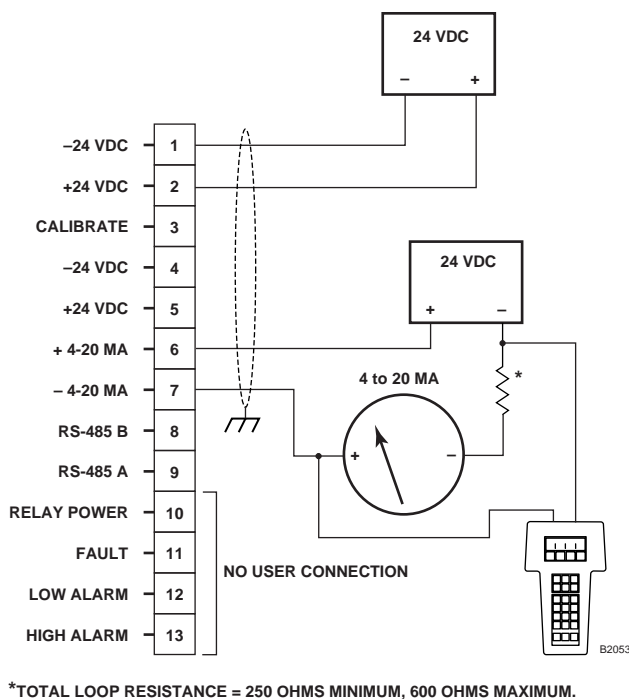 24 VDC
– +
–24 VDC 1
+24 VDC 2
CALIBRATE 3
–24 VDC 4
24 VDC
+24 VDC 5
+ –
+ 4-20 MA 6
4 to 20 MA
*
– 4-20 MA 7
RS-485 B 8
+ –
RS-485 A 9
RELAY POWER 10
FAULT 11
NO USER CONNECTION
LOW ALARM 12
HIGH ALARM 13
B2053
*TOTAL LOOP RESISTANCE = 250 OHMS MINIMUM, 600 OHMS MAXIMUM.